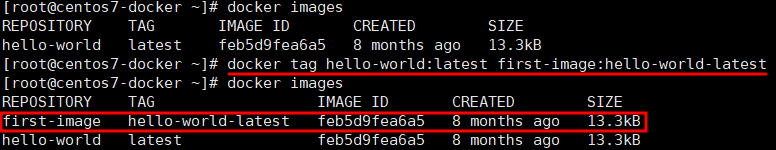 [root@centos7-docker ~]# docker images
REPOSITORY TAG IMAGE ID CREATED SIZE
hello-world latest feb5d9fea6a5 8 months ago 13.3kB
[root@centos7-docker ~]# docker tag hello-world:latest first-image:hello-world-latest
[root@centos7-docker ~]# docker images
REPOSITORY TAG IMAGE ID CREATED SIZE
first-image hello-world-latest feb5d9fea6a5 8 months ago 13.3kB
hello-world latest feb5d9fea6a5 8 months ago 13.3kB